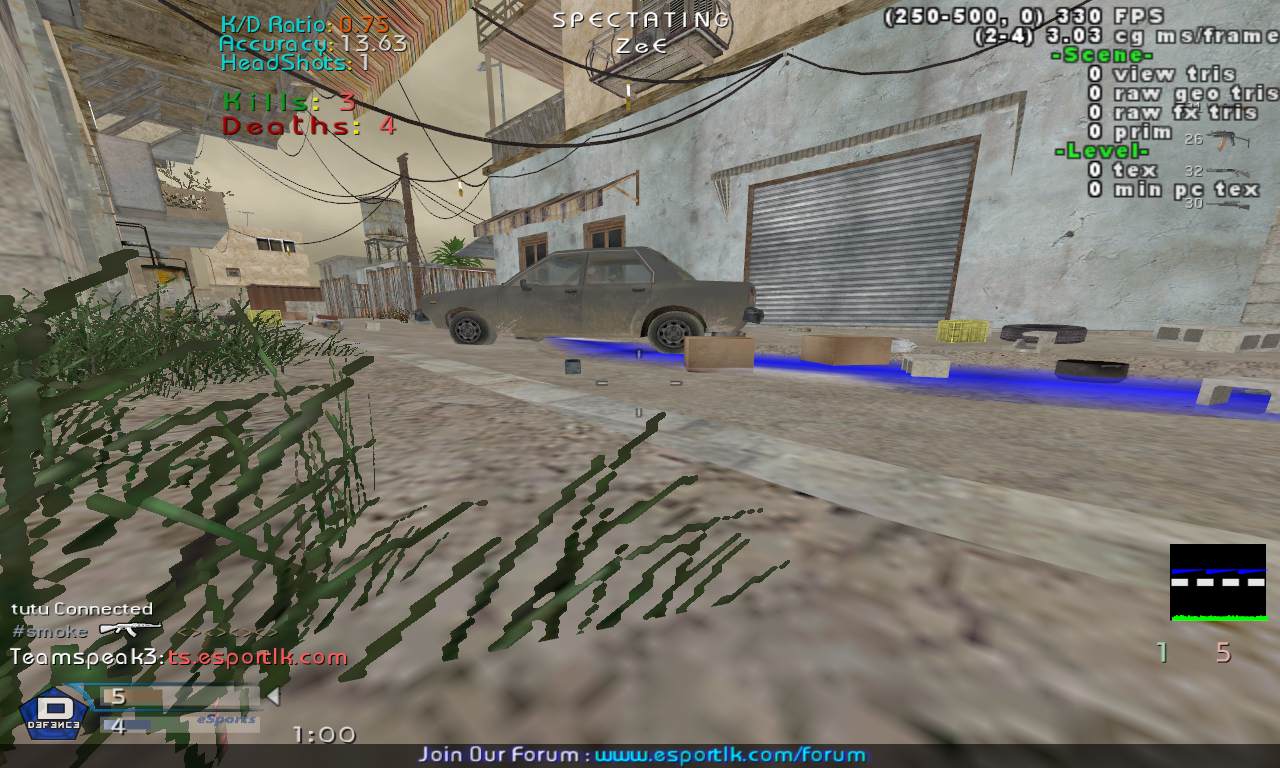 K/D Ratio: 0.75
Accuracy: 13.63
HeadShots: 1
Kills: 3
Deaths: 4
SPECTATING
ZeE
(250-500, 0) 330 FPS
(2-4) 3.03 cg ms/frame
-Scene-
0 view tris
0 raw geo tris
0 raw fx tris
0 prim
26
-Level-
0 tex
32
0 min pc tex
30
tutu Connected
#smoke
Teamspeak3:ts.esportlk.com
5
DEFENCE
4
eSports
1:00
1 5
Join Our Forum : www.esportlk.com/forum